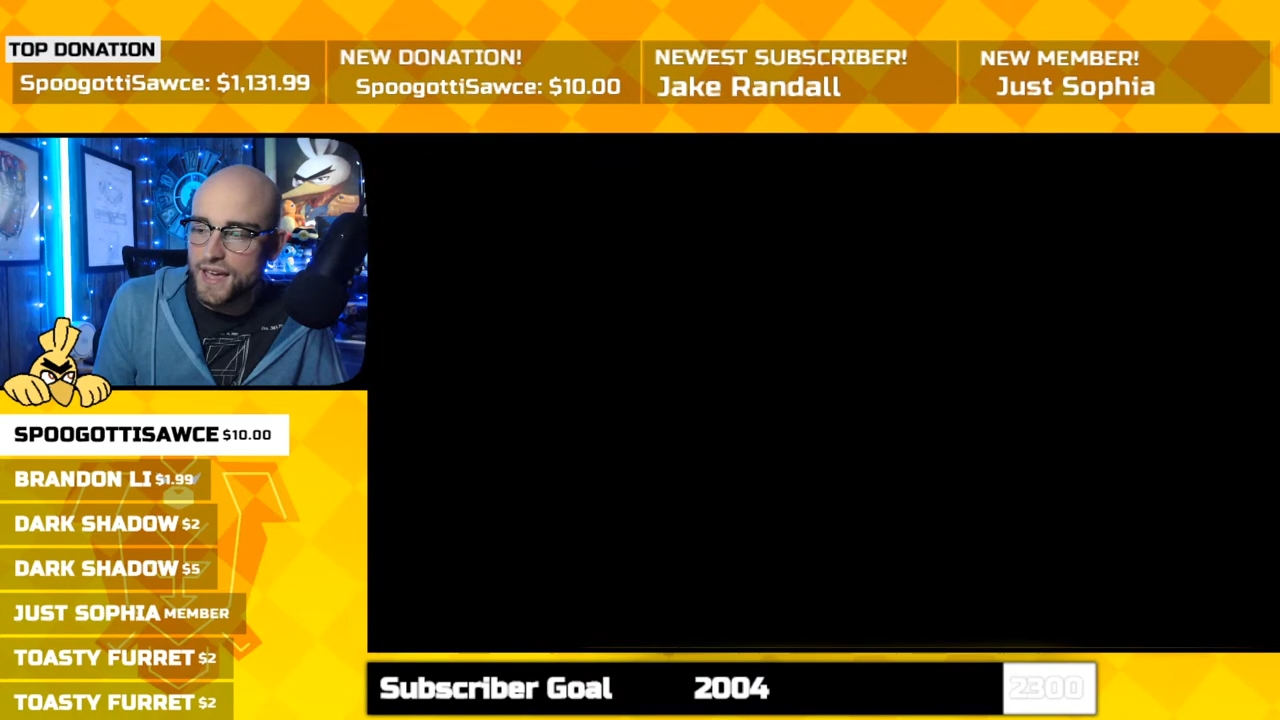 TOP DONATION
SpoogottiSawce: $1,131.99
NEW DONATION!
SpoogottiSawce: $10.00
NEWEST SUBSCRIBER!
Jake Randall
NEW MEMBER!
Just Sophia
SPOOGOTTISAWCE $10.00
BRANDON LI $1.99
DARK SHADOW $2
DARK SHADOW $5
JUST SOPHIA MEMBER
TOASTY FURRET $2
TOASTY FURRET $2
Subscriber Goal 2004 2300